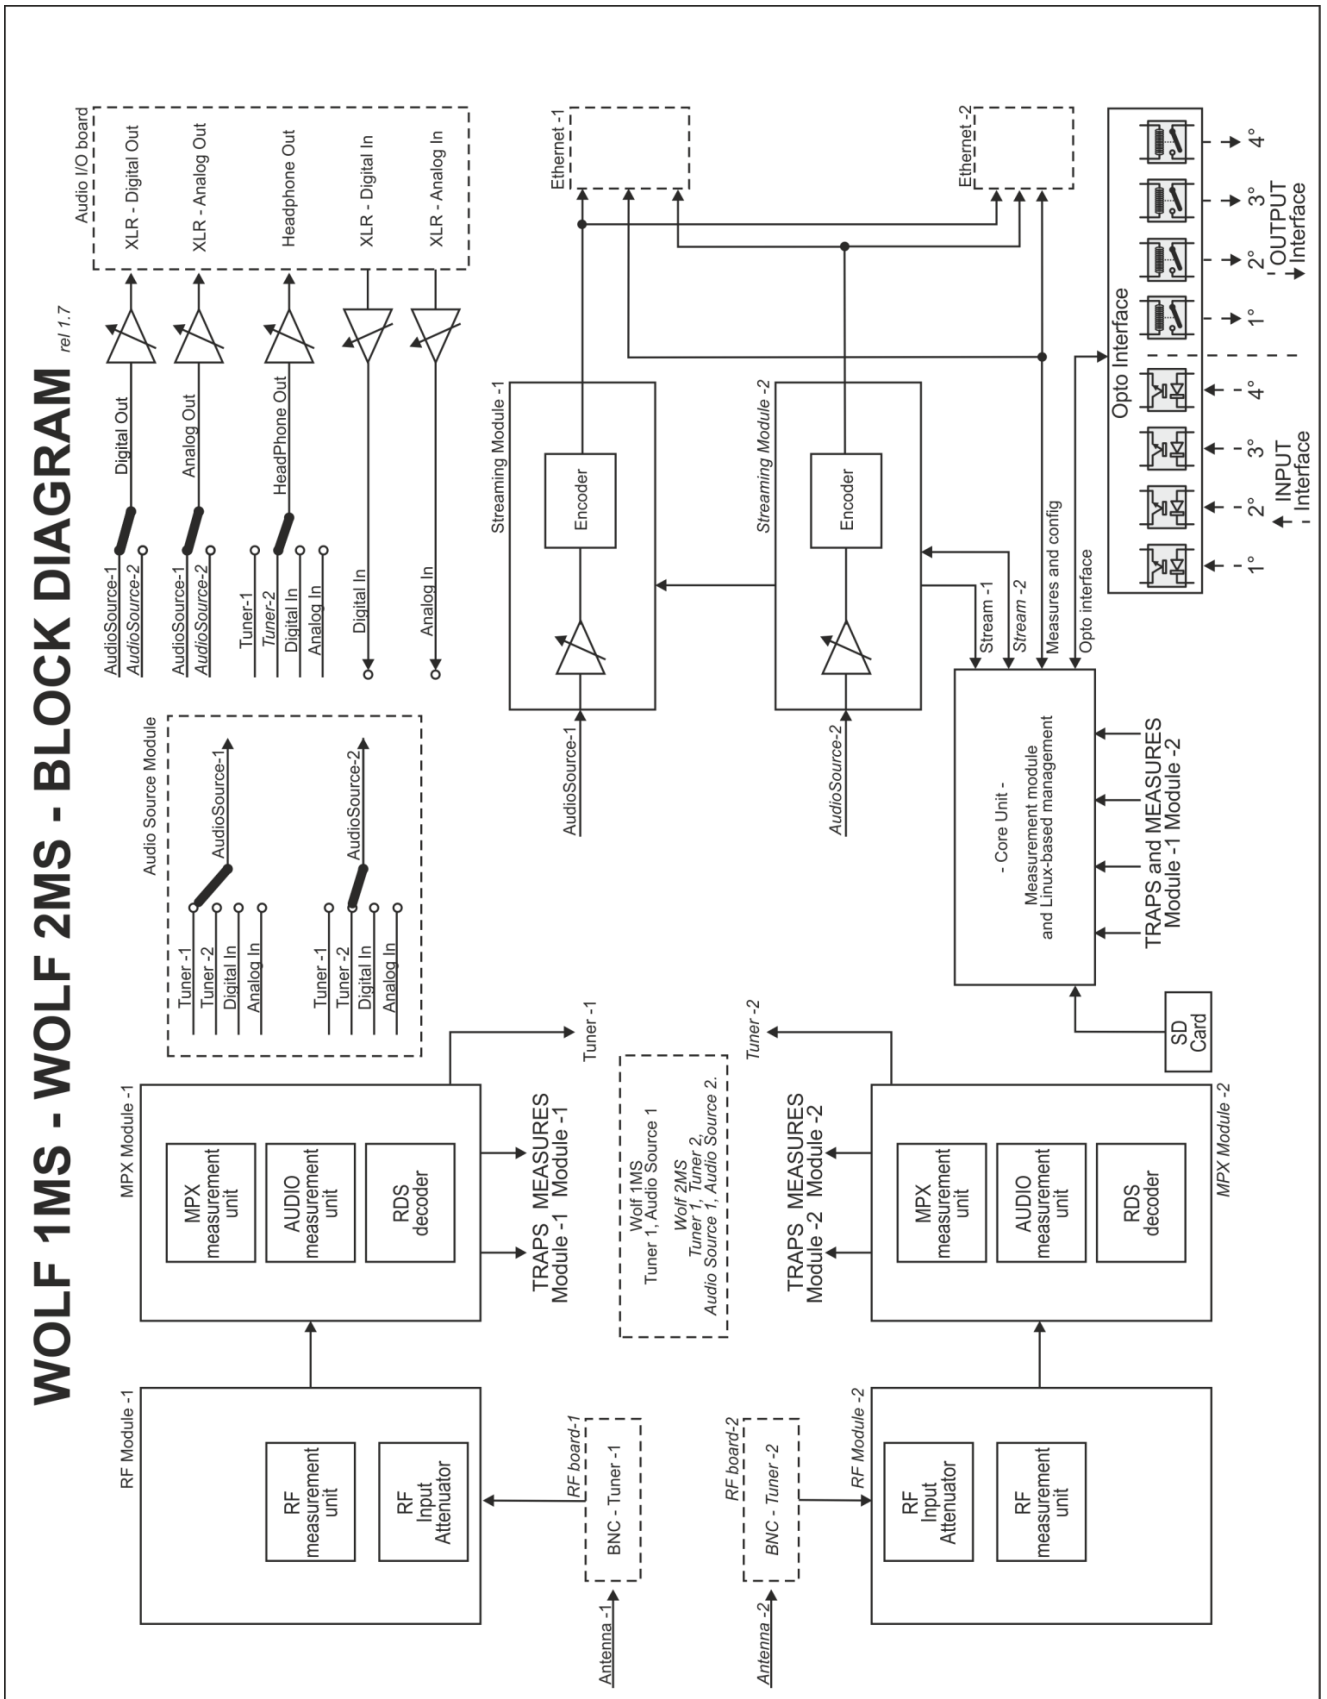 WOLF 1MS - WOLF 2MS - BLOCK DIAGRAM rel 1.7
RF Module -1
RF
measurement
unit
RF
Input
Attenuator
RF board-1
BNC - Tuner -1
Antenna -1
RF board-2
BNC - Tuner -2
Antenna -2
RF Module -2
RF
Input
Attenuator
RF
measurement
unit
MPX Module -1
MPX
measurement
unit
AUDIO
measurement
unit
RDS
decoder
TRAPS
Module -1
MEASURES
Module -1
Tuner -1
Wolf 1MS
Tuner 1, Audio Source 1
Wolf 2MS
Tuner 1, Tuner 2,
Audio Source 1, Audio Source 2.
Tuner -2
TRAPS
Module -2
MEASURES
Module -2
MPX
measurement
unit
AUDIO
measurement
unit
RDS
decoder
MPX Module -2
Audio Source Module
Tuner -1
Tuner -2
Digital In
Analog In
AudioSource-1
Tuner -1
Tuner -2
Digital In
Analog In
AudioSource-2
SD
Card
- Core Unit -
Measurement module
and Linux-based management
TRAPS and MEASURES
Module -1 Module -2
Stream -1
Stream -2
Measures and config
Opto interface
AudioSource-1
AudioSource-2
Digital Out
AudioSource-1
AudioSource-2
Analog Out
Tuner-1
Tuner-2
Digital In
Analog In
HeadPhone Out
Digital In
Analog In
Audio I/O board
XLR - Digital Out
XLR - Analog Out
Headphone Out
XLR - Digital In
XLR - Analog In
Streaming Module -1
AudioSource-1
Encoder
Streaming Module -2
AudioSource-2
Encoder
Ethernet -1
Ethernet -2
Opto Interface
1° 2° 3° 4°
INPUT
Interface
1° 2° 3° 4°
OUTPUT
Interface